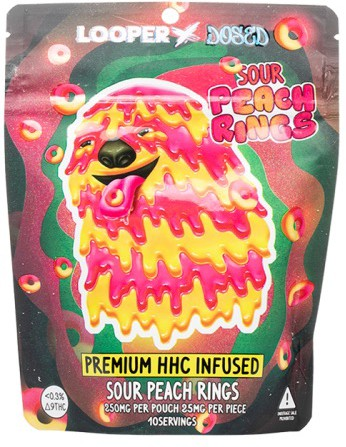 LOOPER X DOSED
SOUR
PEACH
RINGS
PREMIUM HHC INFUSED
<0.3%
Δ9THC
SOUR PEACH RINGS
250MG PER POUCH 25MG PER PIECE
10SERVINGS